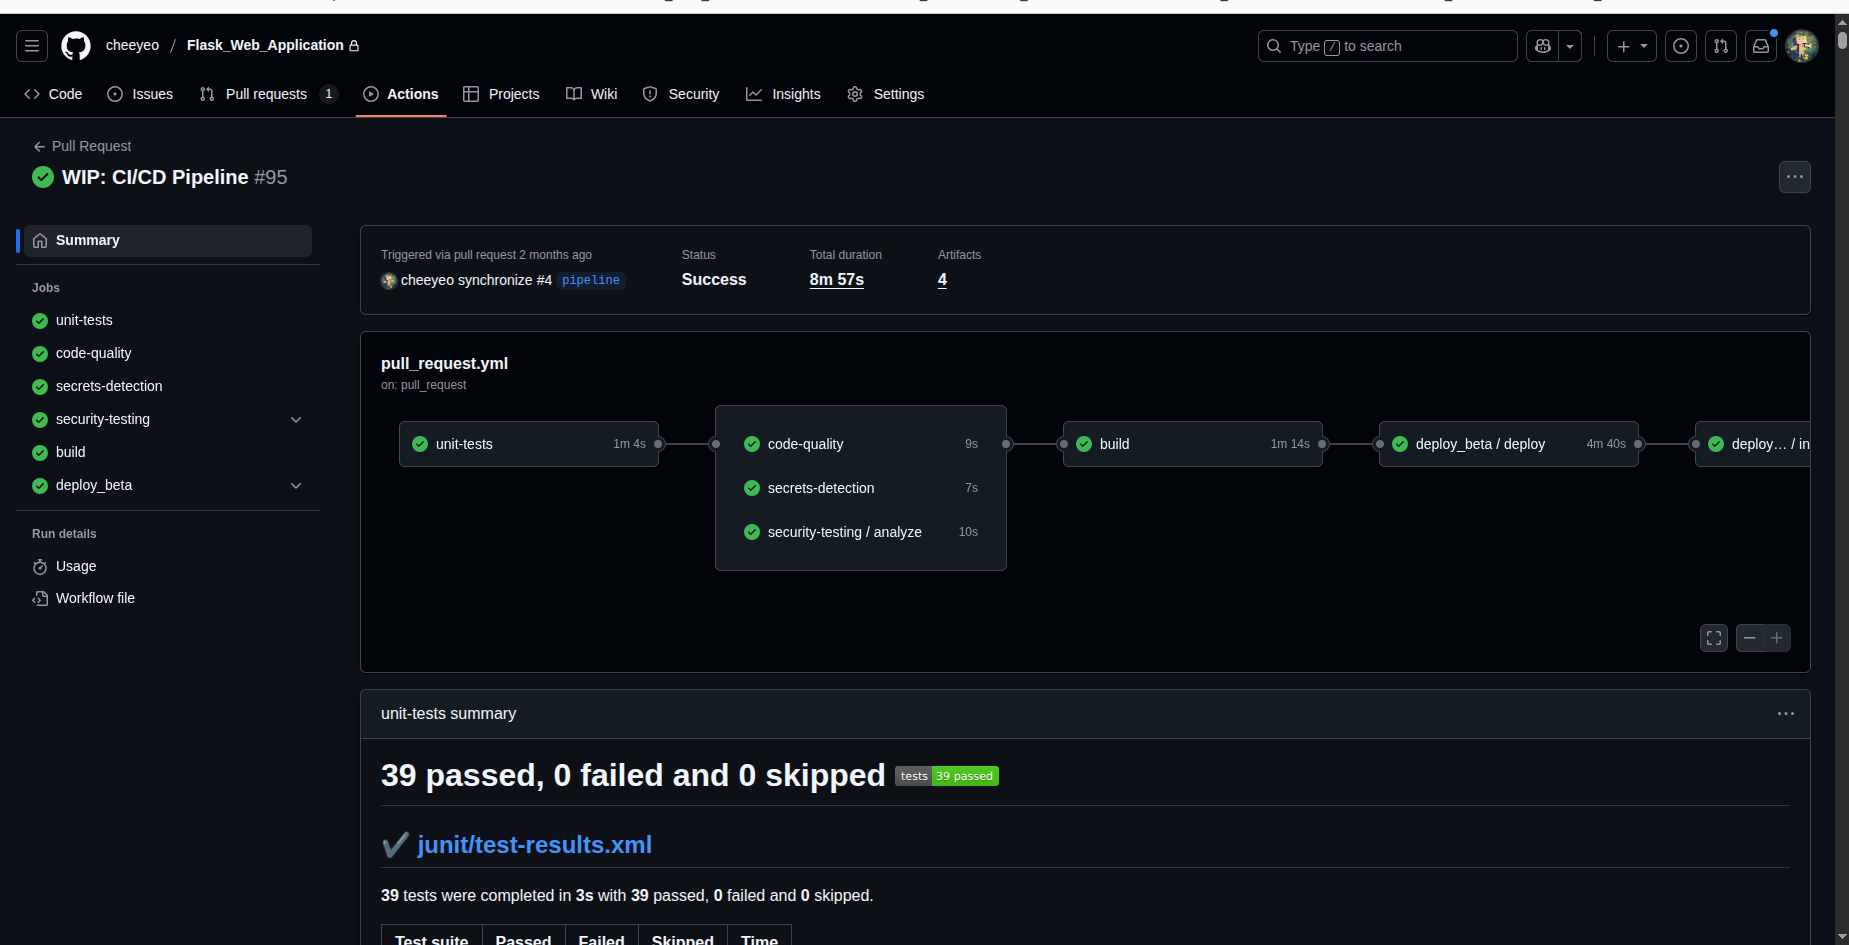 cheeyeo / Flask_Web_Application
Type / to search
Code
Issues
Pull requests 1
Actions
Projects
Wiki
Security
Insights
Settings
Pull Request
WIP: CI/CD Pipeline #95
Summary
Jobs
unit-tests
code-quality
secrets-detection
security-testing
build
deploy_beta
Run details
Usage
Workflow file
Triggered via pull request 2 months ago
cheeyeo synchronize #4 pipeline
Status
Success
Total duration
8m 57s
Artifacts
4
pull_request.yml
on: pull_request
unit-tests 1m 4s
code-quality 9s
secrets-detection 7s
security-testing / analyze 10s
build 1m 14s
deploy_beta / deploy 4m 40s
deploy... / in
unit-tests summary
39 passed, 0 failed and 0 skipped tests 39 passed
junit/test-results.xml
39 tests were completed in 3s with 39 passed, 0 failed and 0 skipped.
Test suite Passed Failed Skipped Time